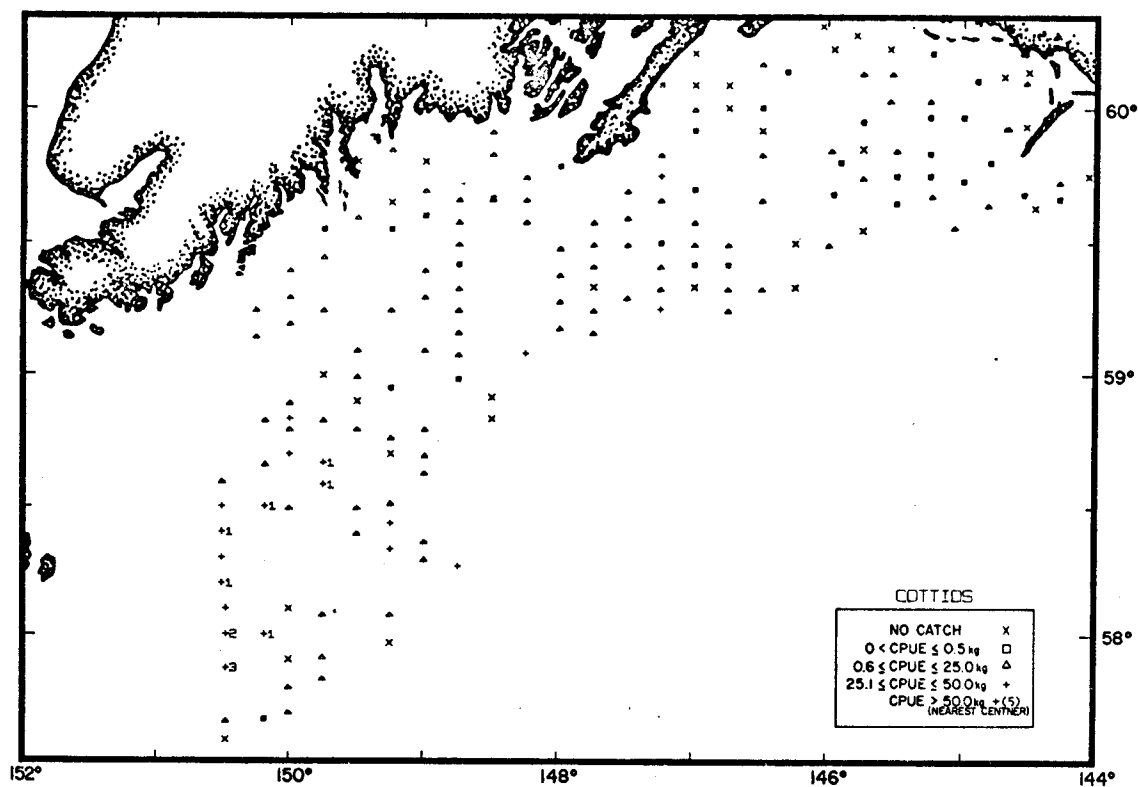 60°
59°
+1
+1
+1
+1
+1
+2 +1
+3
58°
COTTIDS
NO CATCH ×
0 < CPUE ≤ 0.5 kg □
0.6 ≤ CPUE ≤ 25.0 kg △
25.1 ≤ CPUE ≤ 50.0 kg +
CPUE > 50.0 kg +(5)
(NEAREST CENTNER)
152° 150° 148° 146° 144°